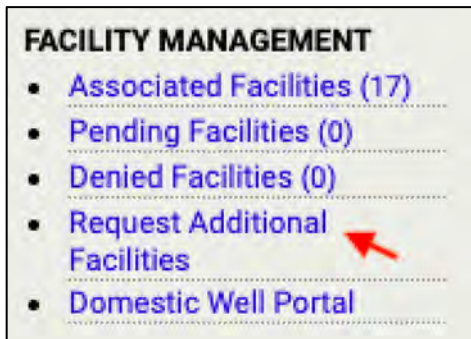 FACILITY MANAGEMENT
• Associated Facilities (17)
• Pending Facilities (0)
• Denied Facilities (0)
• Request Additional
Facilities
• Domestic Well Portal